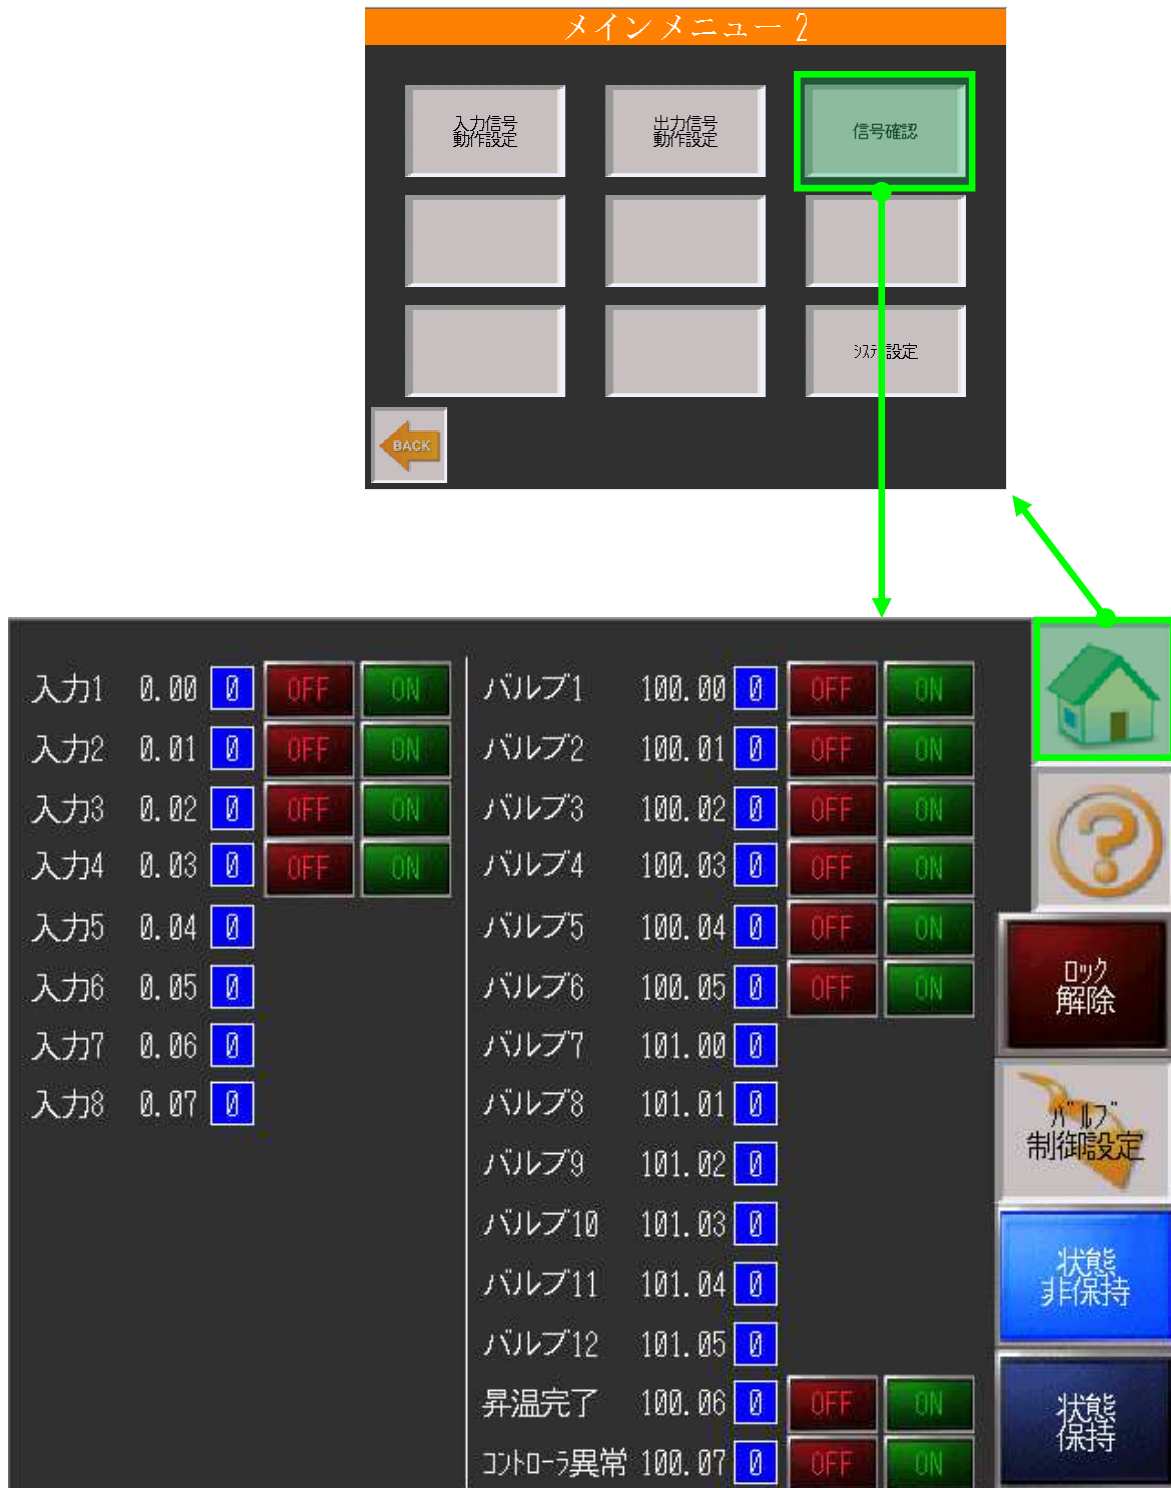 メインメニュー 2
入力信号
動作設定
出力信号
動作設定
信号確認
設定
BACK
入力1 0.00 0 OFF ON
入力2 0.01 0 OFF ON
入力3 0.02 0 OFF ON
入力4 0.03 0 OFF ON
入力5 0.04 0
入力6 0.05 0
入力7 0.06 0
入力8 0.07 0
バルブ1 100.00 0 OFF ON
バルブ2 100.01 0 OFF ON
バルブ3 100.02 0 OFF ON
バルブ4 100.03 0 OFF ON
バルブ5 100.04 0 OFF ON
バルブ6 100.05 0 OFF ON
バルブ7 101.00 0
バルブ8 101.01 0
バルブ9 101.02 0
バルブ10 101.03 0
バルブ11 101.04 0
バルブ12 101.05 0
昇温完了 100.06 0 OFF ON
ｺﾝﾄﾛｰﾗ異常 100.07 0 OFF ON
?
ﾛｯｸ
解除
ﾊﾞﾙﾌﾞ
制御設定
状態
非保持
状態
保持